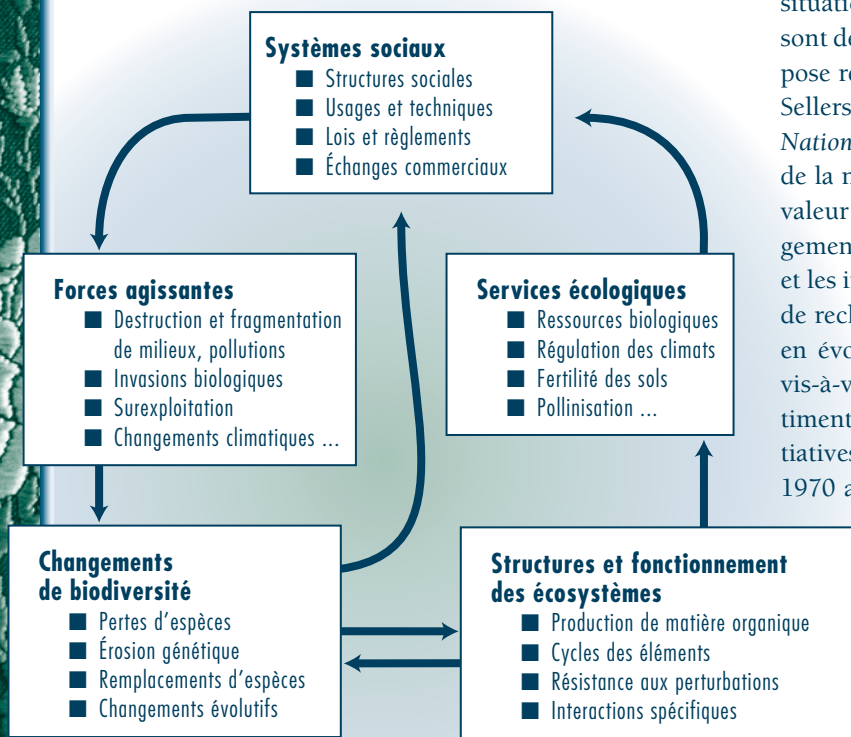 Systèmes sociaux
■ Structures sociales
■ Usages et techniques
■ Lois et règlements
■ Échanges commerciaux
Forces agissantes
■ Destruction et fragmentation
de milieux, pollutions
■ Invasions biologiques
■ Surexploitation
■ Changements climatiques ...
Services écologiques
■ Ressources biologiques
■ Régulation des climats
■ Fertilité des sols
■ Pollinisation ...
Changements
de biodiversité
■ Pertes d'espèces
■ Érosion génétique
■ Remplacements d'espèces
■ Changements évolutifs
Structures et fonctionnement
des écosystèmes
■ Production de matière organique
■ Cycles des éléments
■ Résistance aux perturbations
■ Interactions spécifiques
situation
sont de
pose re
Sellers
Nation
de la n
valeur
gemen
et les i
de rech
en évo
vis-à-v
timent
tiatives
1970 a